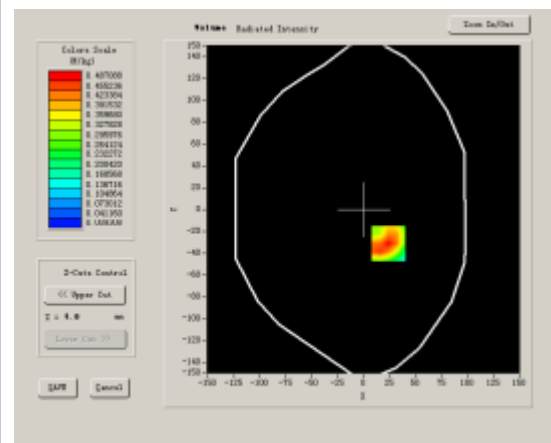 Volume Radiated Intensity
Zoom In/Out
Colors Scale
(W/kg)
0.487088
0.455236
0.423384
0.391532
0.359680
0.327828
0.295976
0.264124
0.232272
0.200420
0.168568
0.136716
0.104864
0.073012
0.041160
150
140
120
100
80
60
40
20
0
-20
-40
-60
-80
-100
-120
-140
-150
Y
Z-Cuts Control
<< Upper Cut
Z = 4.0 mm
Lower Cut >>
SAVE Cancel
-150 -125 -100 -75 -50 -25 0 25 50 75 100 125 150
X